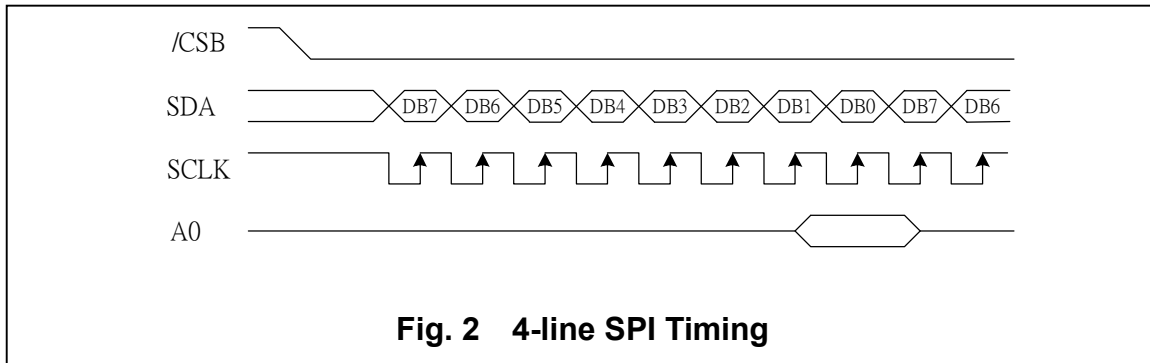 /CSB
SDA DB7 DB6 DB5 DB4 DB3 DB2 DB1 DB0 DB7 DB6
SCLK
A0
Fig. 2 4-line SPI Timing